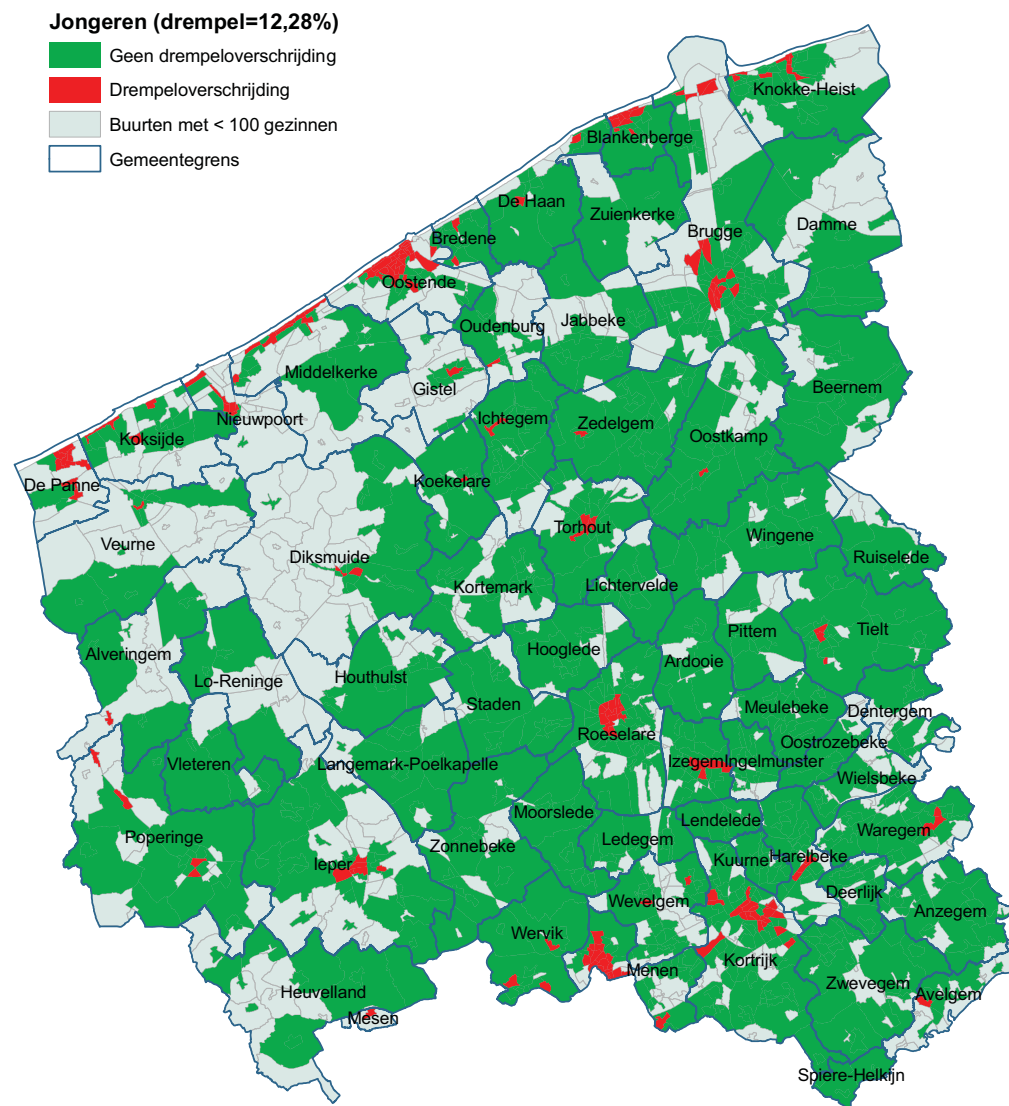 Jongeren (drempel=12,28%)
Geen drempeloverschrijding
Drempeloverschrijding
Buurten met < 100 gezinnen
Gemeentegrens
Knokke-Heist
Blankenberge
De Haan
Zuienkerke
Damme
Brugge
Bredene
Oostende
Oudenburg
Jabbeke
Middelkerke
Gistel
Beernem
Nieuwpoort
Ichtegem
Zedelgem
Oostkamp
Koksijde
De Panne
Koekelare
Torhout
Wingene
Veurne
Diksmuide
Ruiselede
Kortemark
Lichtervelde
Pittem
Tielt
Alveringem
Hooglede
Ardooie
Lo-Reninge
Houthulst
Staden
Meulebeke
Dentergem
Roeselare
Oostrozebeke
Vleteren
Langemark-Poelkapelle
Izegem
Ingelmunster
Wielsbeke
Moorslede
Lendelede
Waregem
Poperinge
Zonnebeke
Ledegem
Ieper
Kuurne
Harelbeke
Deerlijk
Wevelgem
Anzegem
Wervik
Menen
Kortrijk
Zwevegem
Heuvelland
Avelgem
Mesen
Spiere-Helkijn